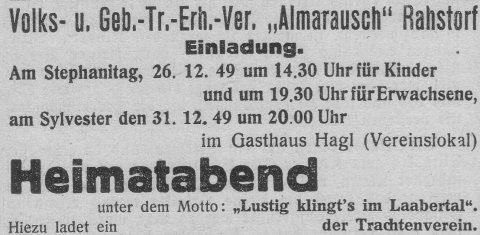 Volks- u. Geb.-Tr.-Erh.-Ver. „Almarausch“ Rahstorf
Einladung.
Am Stephanitag, 26. 12. 49 um 14.30 Uhr für Kinder
und um 19.30 Uhr für Erwachsene,
am Sylvester den 31. 12. 49 um 20.00 Uhr
im Gasthaus Hagl (Vereinslokal)
Heimatabend
unter dem Motto: „Lustig klingt's im Laabertal“.
Hiezu ladet ein der Trachtenverein.